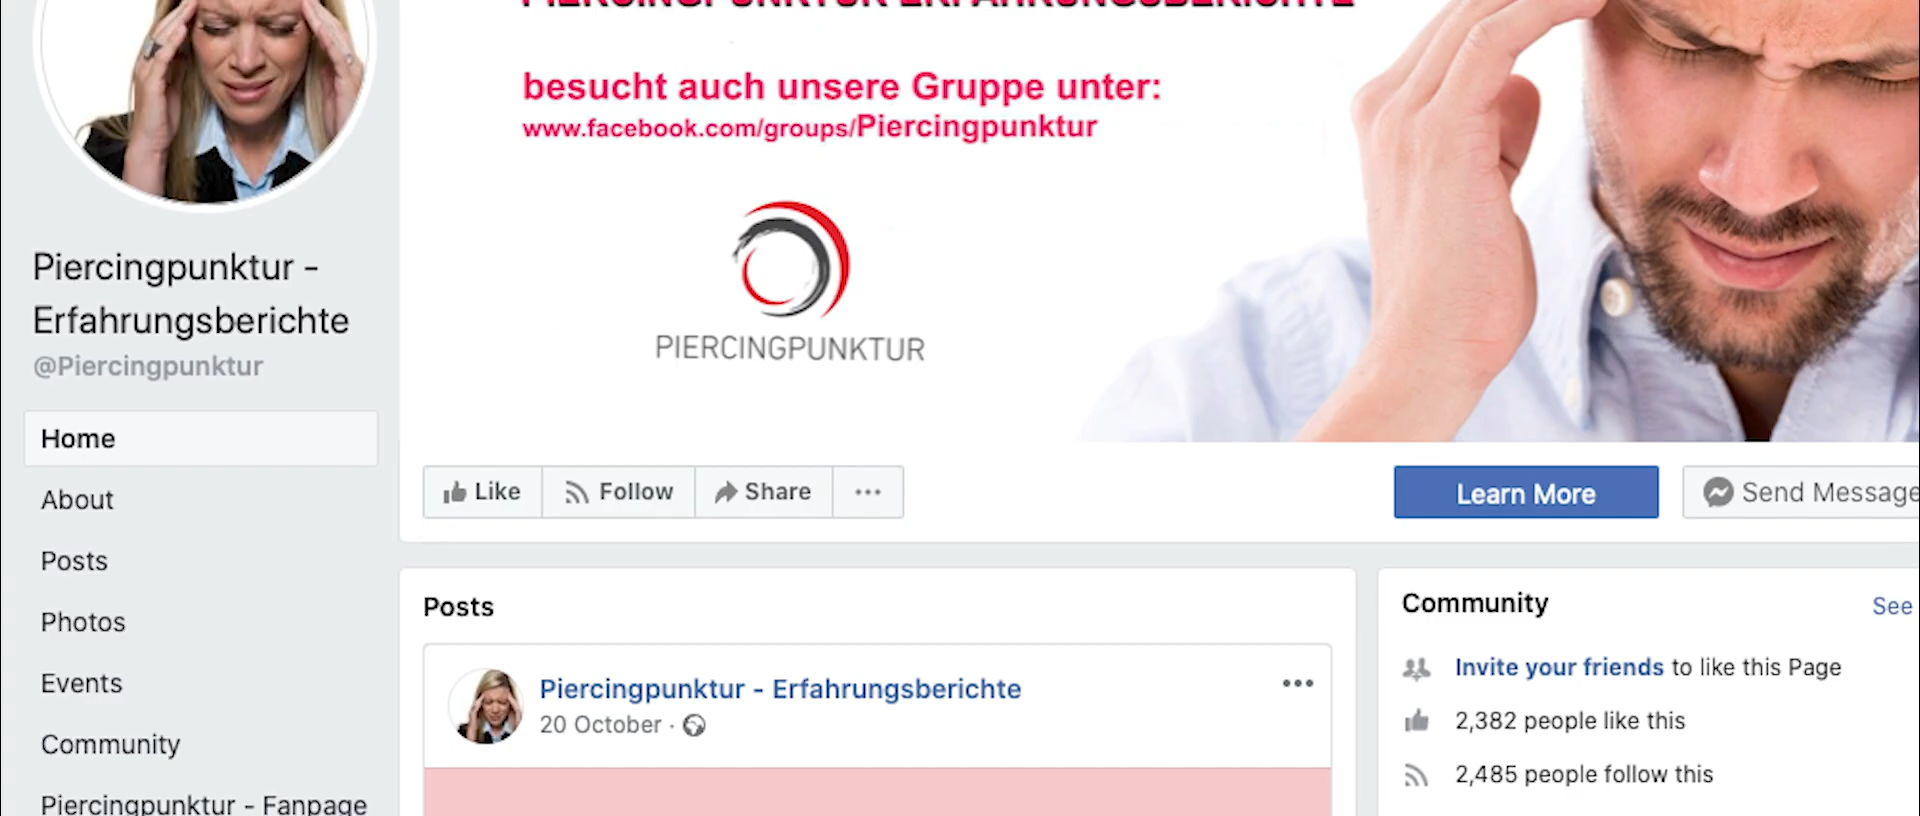 PIERCINGPUNKTUR ERFAHRUNGSBERICHTE
besucht auch unsere Gruppe unter:
www.facebook.com/groups/Piercingpunktur
PIERCINGPUNKTUR
Piercingpunktur -
Erfahrungsberichte
@Piercingpunktur
Home
About
Posts
Photos
Events
Community
Piercingpunktur - Fanpage
Like
Follow
Share
Learn More
Send Message
Posts
Piercingpunktur - Erfahrungsberichte
20 October ·
Community
See
Invite your friends to like this Page
2,382 people like this
2,485 people follow this